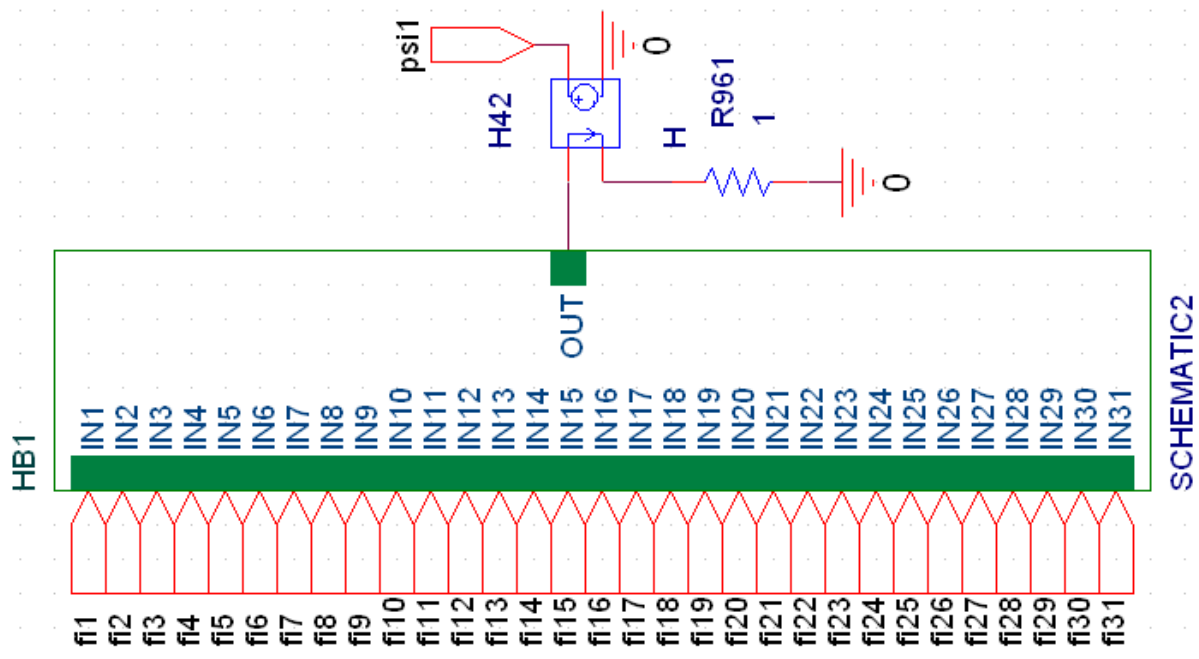 psi1
0
H42
H
R961
1
0
HB1
OUT
IN1
IN2
IN3
IN4
IN5
IN6
IN7
IN8
IN9
IN10
IN11
IN12
IN13
IN14
IN15
IN16
IN17
IN18
IN19
IN20
IN21
IN22
IN23
IN24
IN25
IN26
IN27
IN28
IN29
IN30
IN31
SCHEMATIC2
fi1
fi2
fi3
fi4
fi5
fi6
fi7
fi8
fi9
fi10
fi11
fi12
fi13
fi14
fi15
fi16
fi17
fi18
fi19
fi20
fi21
fi22
fi23
fi24
fi25
fi26
fi27
fi28
fi29
fi30
fi31